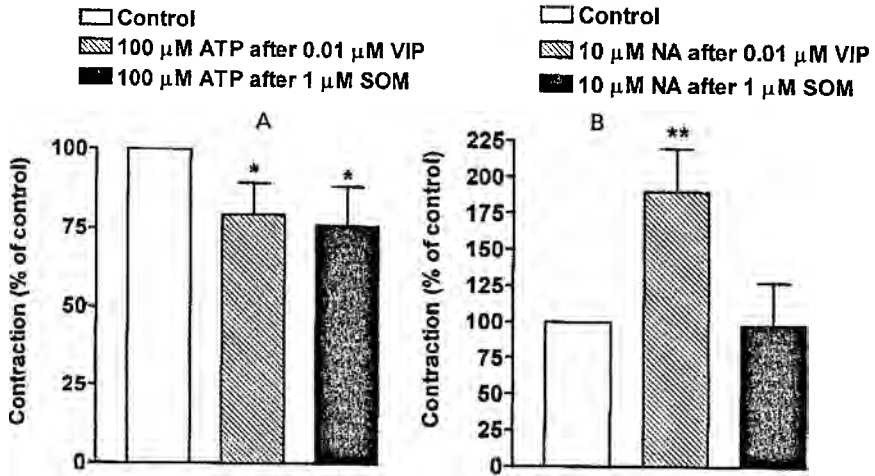 Control
100 μM ATP after 0.01 μM VIP
100 μM ATP after 1 μM SOM
A
Contraction (% of control)
100
75
50
25
0
*
*
Control
10 μM NA after 0.01 μM VIP
10 μM NA after 1 μM SOM
B
Contraction (% of control)
225
200
175
150
125
100
75
50
25
0
**